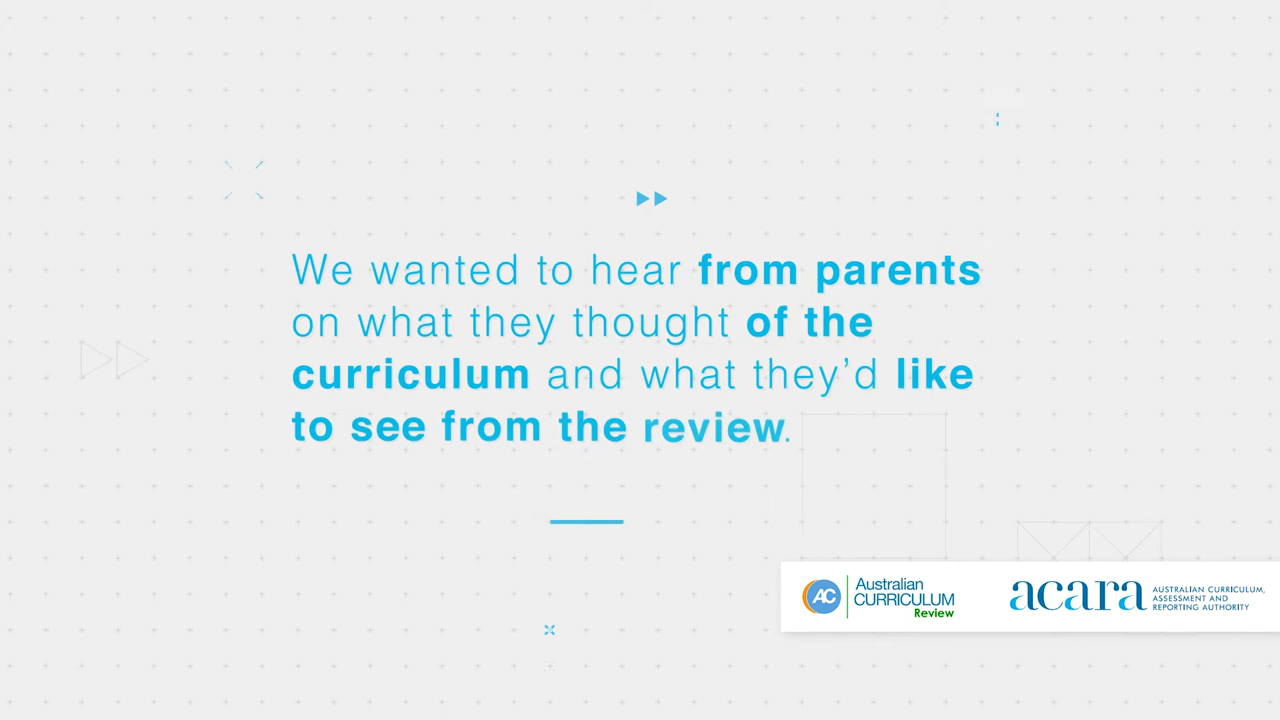 We wanted to hear from parents
on what they thought of the
curriculum and what they’d like
to see from the review.
AC
Australian
CURRICULUM
Review
acara
AUSTRALIAN CURRICULUM,
ASSESSMENT AND
REPORTING AUTHORITY